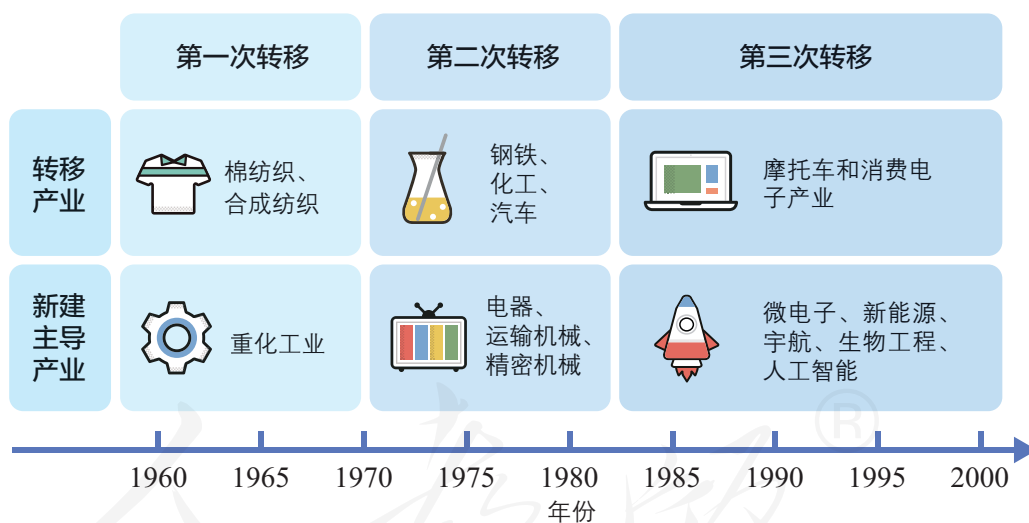 第一次转移
第二次转移
第三次转移
转移
产业
棉纺织、
合成纺织
钢铁、
化工、
汽车
摩托车和消费电
子产业
新建
主导
产业
重化工业
电器、
运输机械、
精密机械
微电子、新能源、
宇航、生物工程、
人工智能
1960
1965
1970
1975
1980
1985
1990
1995
2000
年份
®